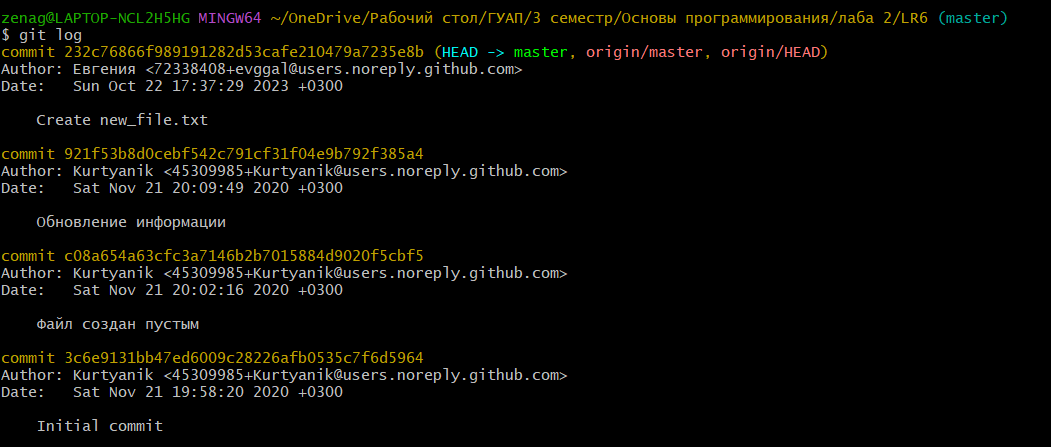 zenag@LAPTOP-NCL2H5HG MINGW64 ~/OneDrive/Рабочий стол/ГУАП/3 семестр/Основы программирования/лаба 2/LR6 (master)
$ git log
commit 232c76866f989191282d53cafe210479a7235e8b (HEAD -> master, origin/master, origin/HEAD)
Author: Евгения <72338408+evggal@users.noreply.github.com>
Date:   Sun Oct 22 17:37:29 2023 +0300
    Create new_file.txt
commit 921f53b8d0cebf542c791cf31f04e9b792f385a4
Author: Kurtyanik <45309985+Kurtyanik@users.noreply.github.com>
Date:   Sat Nov 21 20:09:49 2020 +0300
    Обновление информации
commit c08a654a63cfc3a7146b2b7015884d9020f5cbf5
Author: Kurtyanik <45309985+Kurtyanik@users.noreply.github.com>
Date:   Sat Nov 21 20:02:16 2020 +0300
    Файл создан пустым
commit 3c6e9131bb47ed6009c28226afb0535c7f6d5964
Author: Kurtyanik <45309985+Kurtyanik@users.noreply.github.com>
Date:   Sat Nov 21 19:58:20 2020 +0300
    Initial commit